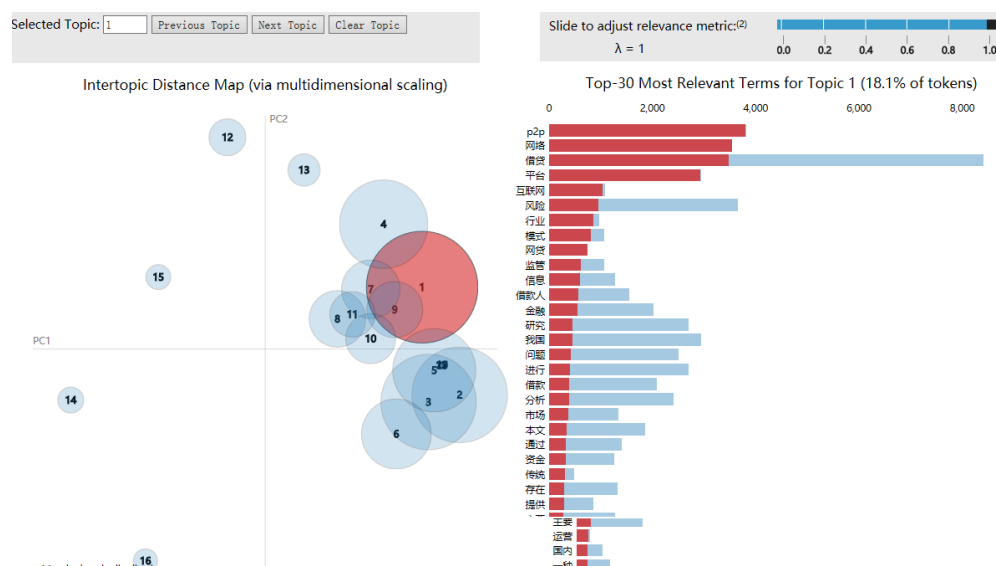 Selected Topic: 1 Previous Topic Next Topic Clear Topic
Slide to adjust relevance metric:(2)
λ = 1
0.0 0.2 0.4 0.6 0.8 1.0
Intertopic Distance Map (via multidimensional scaling)
PC2
PC1
12
13
4
15
7
1
9
8
11
10
5
14
3
2
6
16
Top-30 Most Relevant Terms for Topic 1 (18.1% of tokens)
0 2,000 4,000 6,000 8,000
p2p
网络
借贷
平台
互联网
风险
行业
模式
网贷
监管
信息
借款人
金融
研究
我国
问题
进行
借款
分析
市场
本文
通过
资金
传统
存在
提供
主要
运营
国内
一种